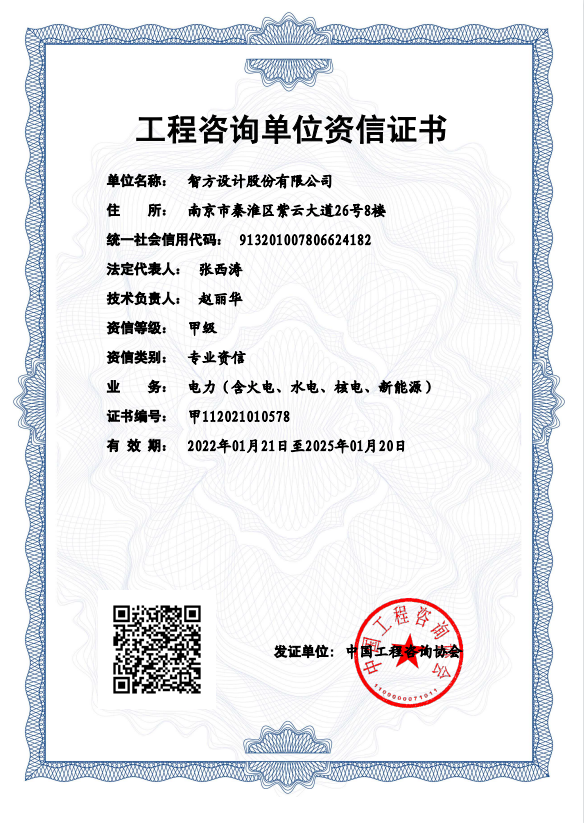 工程咨询单位资信证书
单位名称： 智方设计股份有限公司
住 所： 南京市秦淮区紫云大道26号8楼
统一社会信用代码： 913201007806624182
法定代表人： 张西涛
技术负责人： 赵丽华
资信等级： 甲级
资信类别： 专业资信
业 务： 电力（含火电、水电、核电、新能源）
证书编号： 甲112021010578
有 效 期： 2022年01月21日至2025年01月20日
中国工程咨询协会
发证单位：中国工程咨询协会
1100000077011